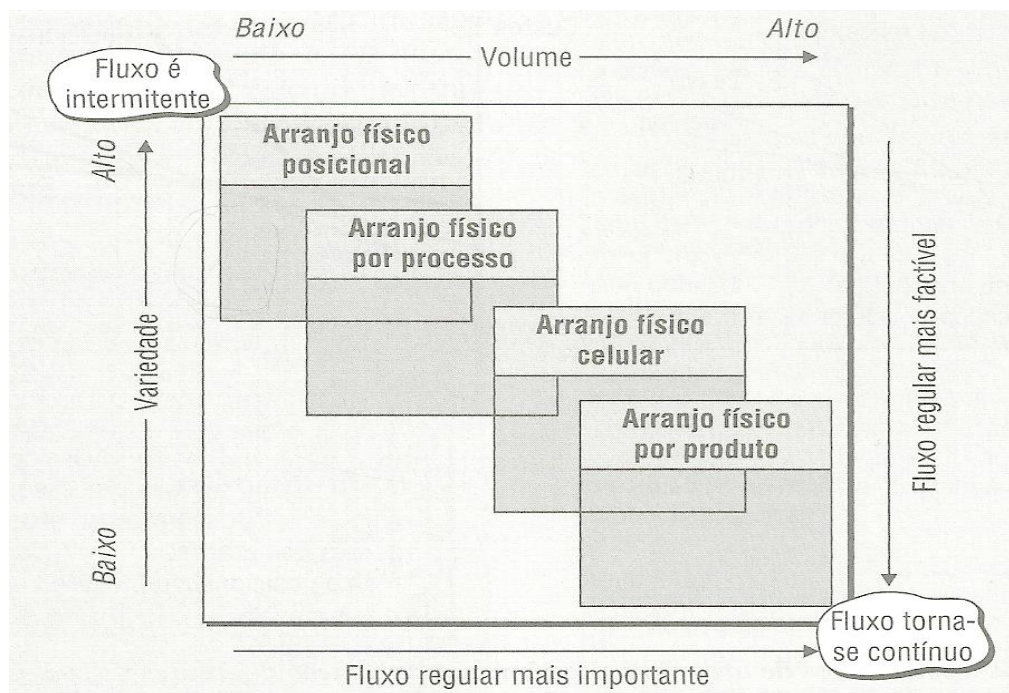 Baixo
Alto
Volume
Fluxo é
intermitente
Alto
Variedade
Baixo
Arranjo físico
posicional
Arranjo físico
por processo
Arranjo físico
celular
Arranjo físico
por produto
Fluxo regular mais factível
Fluxo torna-
se contínuo
Fluxo regular mais importante